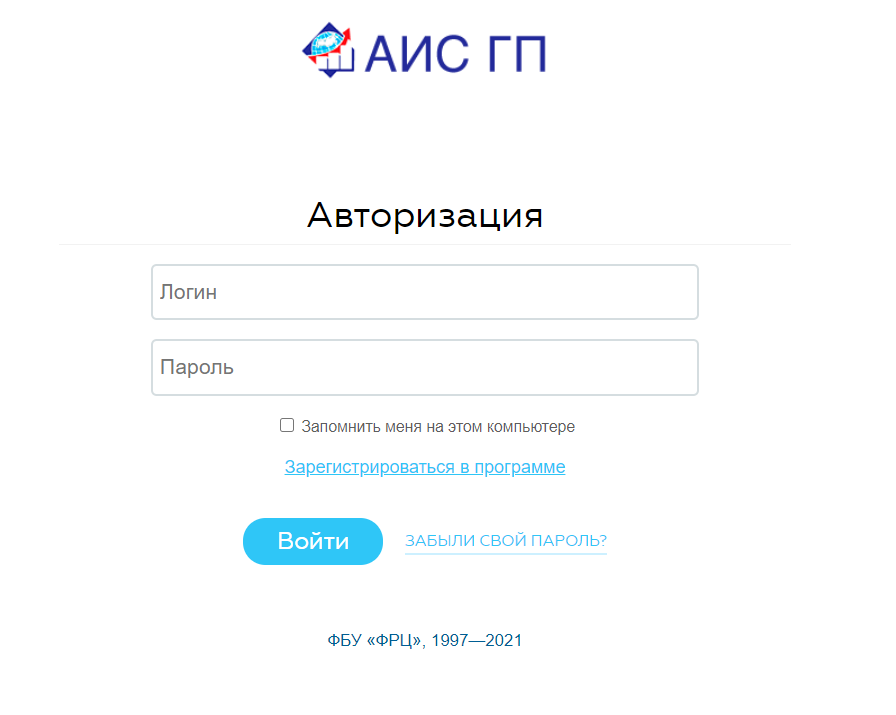 АИС ГП
Авторизация
Логин
Пароль
Запомнить меня на этом компьютере
Зарегистрироваться в программе
Войти
ЗАБЫЛИ СВОЙ ПАРОЛЬ?
ФБУ «ФРЦ», 1997—2021